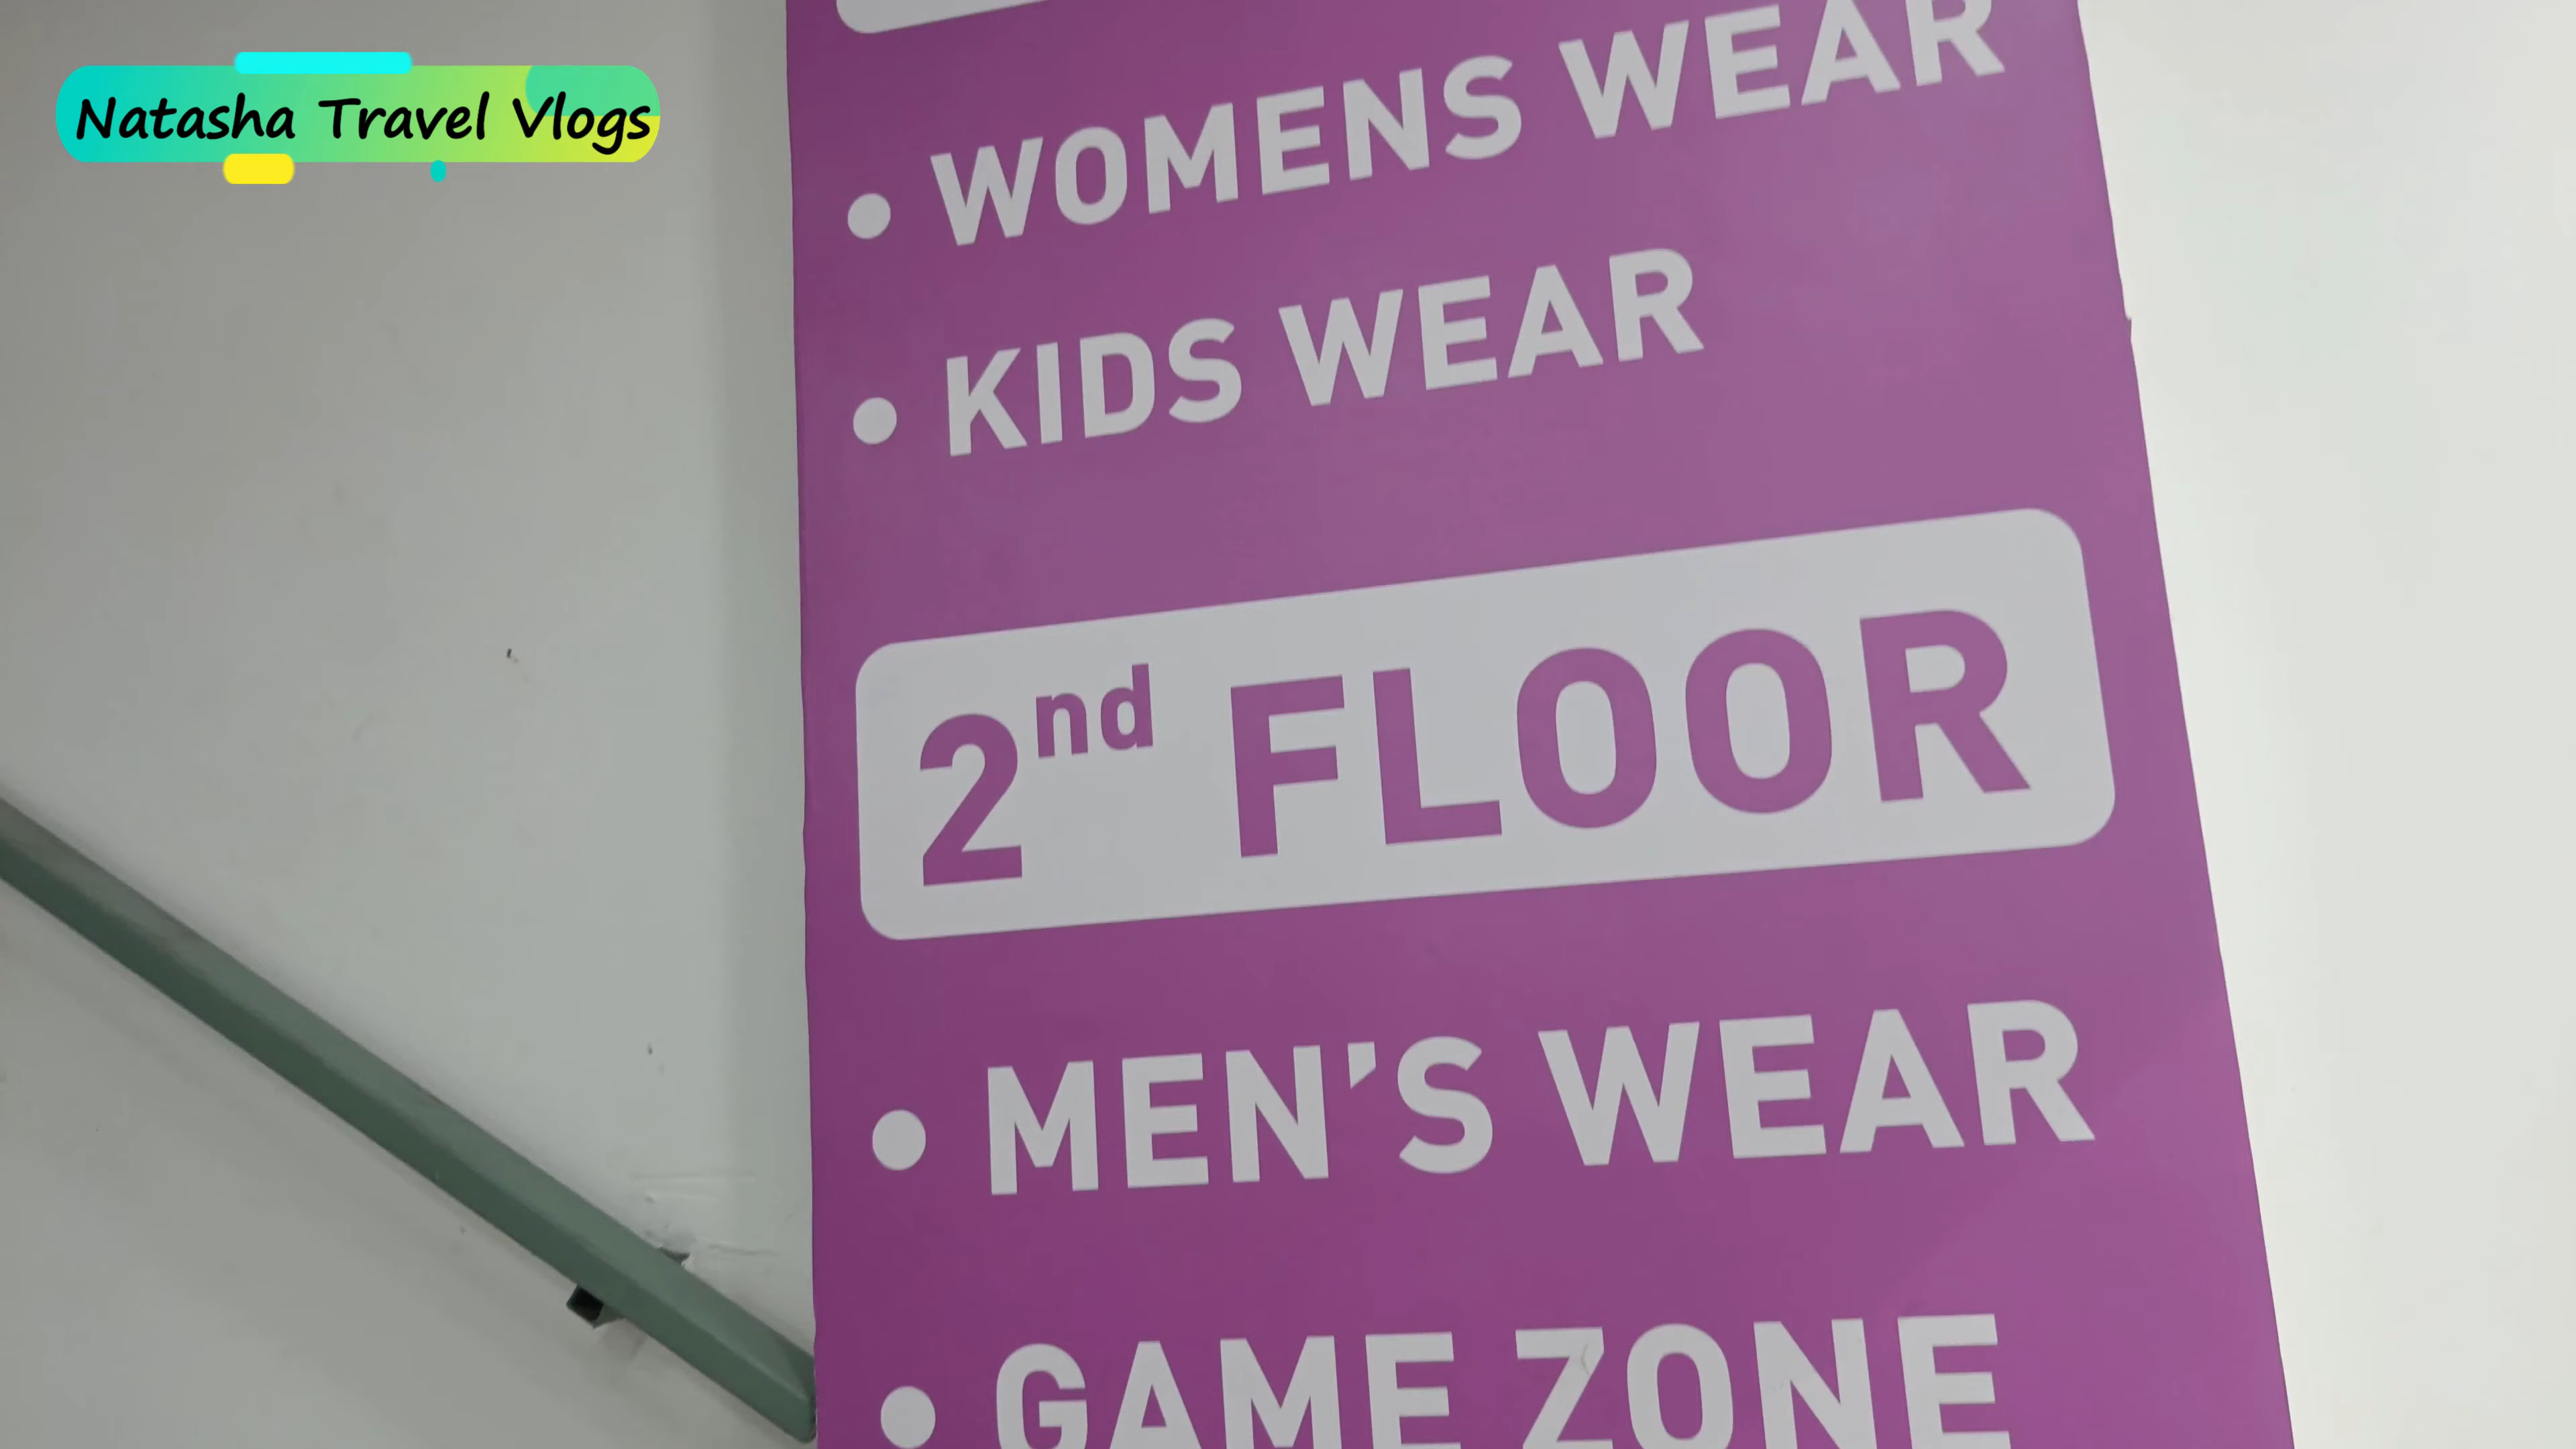 Natasha Travel Vlogs
• WOMENS WEAR
• KIDS WEAR
2nd FLOOR
• MEN'S WEAR
• GAME ZONE